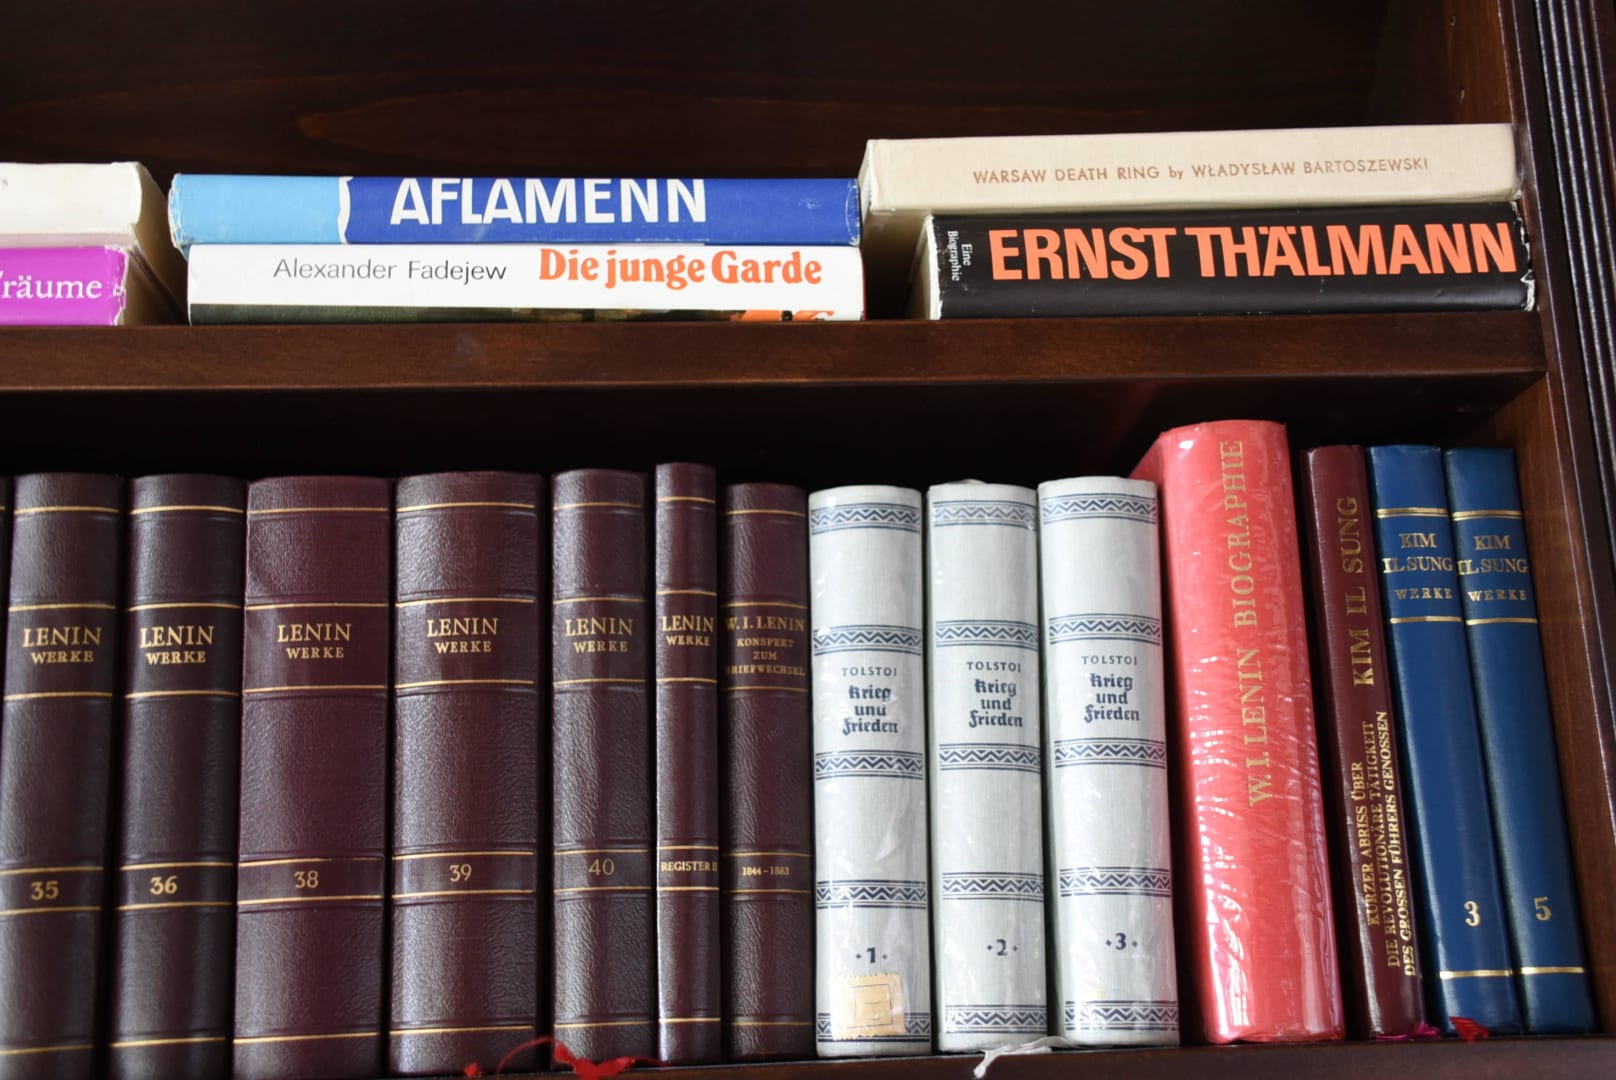 AFLAMENN
Alexander Fadejew Die junge Garde
WARSAW DEATH RING by WŁADYSŁAW BARTOSZEWSKI
Eine
Biographie
ERNST THÄLMANN
LENIN
WERKE
35
LENIN
WERKE
36
LENIN
WERKE
38
LENIN
WERKE
39
LENIN
WERKE
40
LENIN
WERKE
REGISTER II
W. I. LENIN
KONSPEKT
ZUM
BRIEFWECHSEL
1844-1883
TOLSTOI
Krieg
und
Frieden
·1·
TOLSTOI
Krieg
und
Frieden
·2·
TOLSTOI
Krieg
und
Frieden
·3·
W. I. LENIN BIOGRAPHIE
KIM IL SUNG
KURZER ABRISS ÜBER
DIE REVOLUTIONÄRE TÄTIGKEIT
DES GROSSEN FÜHRERS GENOSSEN
KIM
IL SUNG
WERKE
3
KIM
IL SUNG
WERKE
5